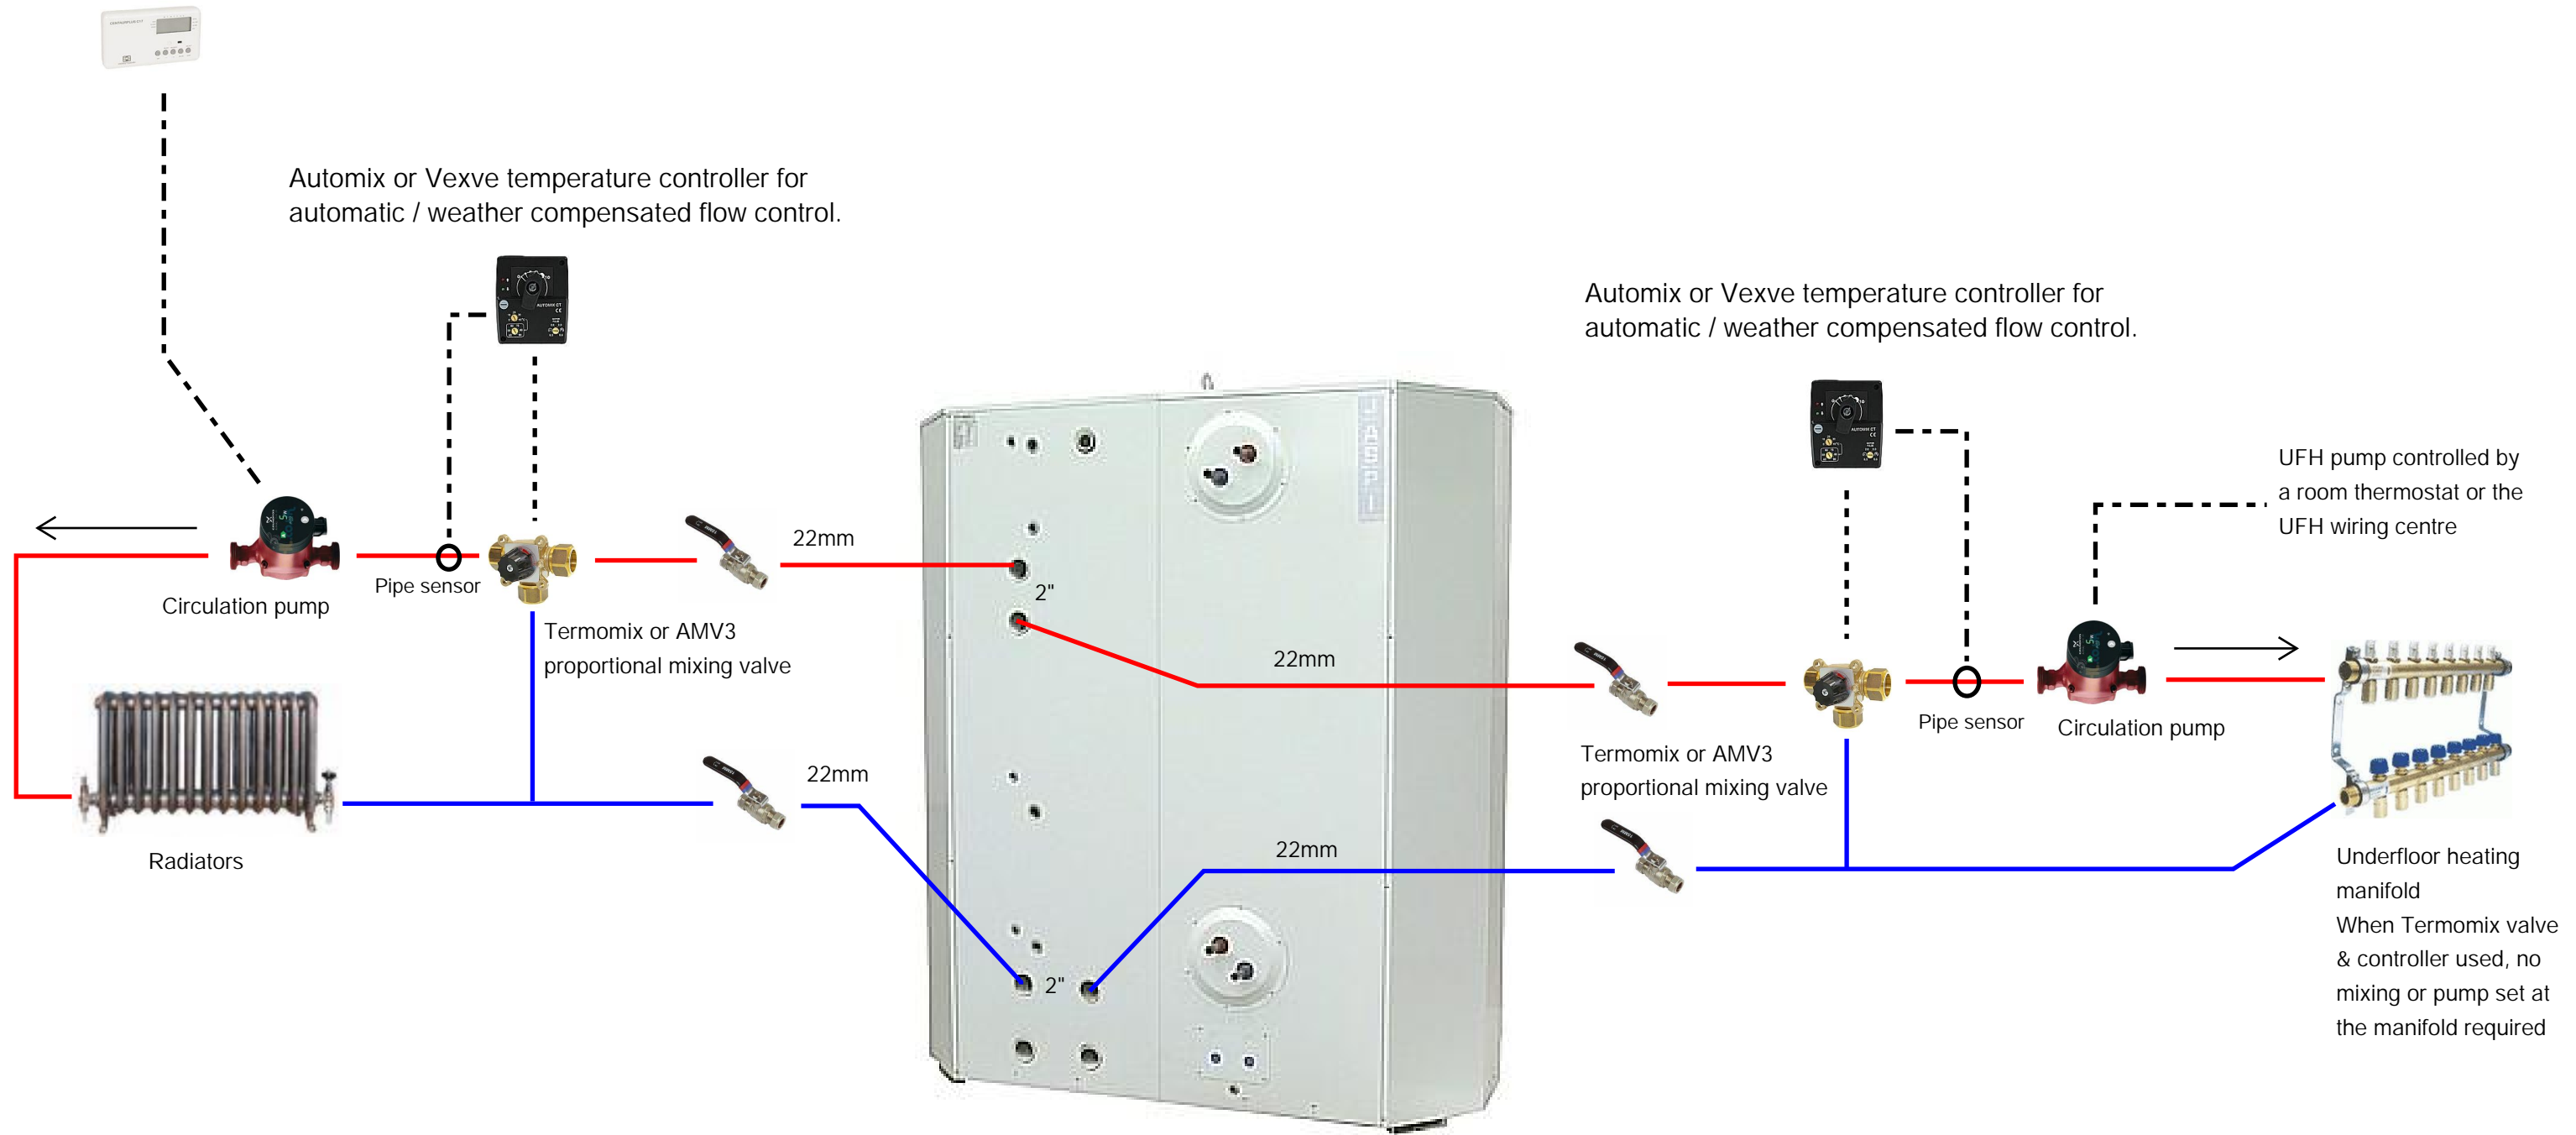 Automix or Vexve temperature controller for
automatic / weather compensated flow control.
Automix or Vexve temperature controller for
automatic / weather compensated flow control.
AUTOMIX CT
AUTOMIX CT
UFH pump controlled by
a room thermostat or the
UFH wiring centre
22mm
Pipe sensor
Circulation pump
2"
Termomix or AMV3
proportional mixing valve
22mm
Pipe sensor
Circulation pump
Termomix or AMV3
proportional mixing valve
22mm
22mm
Radiators
Underfloor heating
manifold
When Termomix valve
& controller used, no
mixing or pump set at
the manifold required
2"